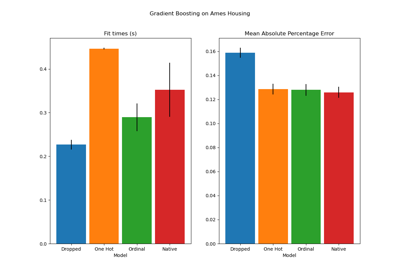 Gradient Boosting on Ames Housing
Fit times (s)
0.4
0.3
0.2
0.1
0.0
Dropped One Hot Ordinal Native
Model
Mean Absolute Percentage Error
0.16
0.14
0.12
0.10
0.08
0.06
0.04
0.02
0.00
Dropped One Hot Ordinal Native
Model